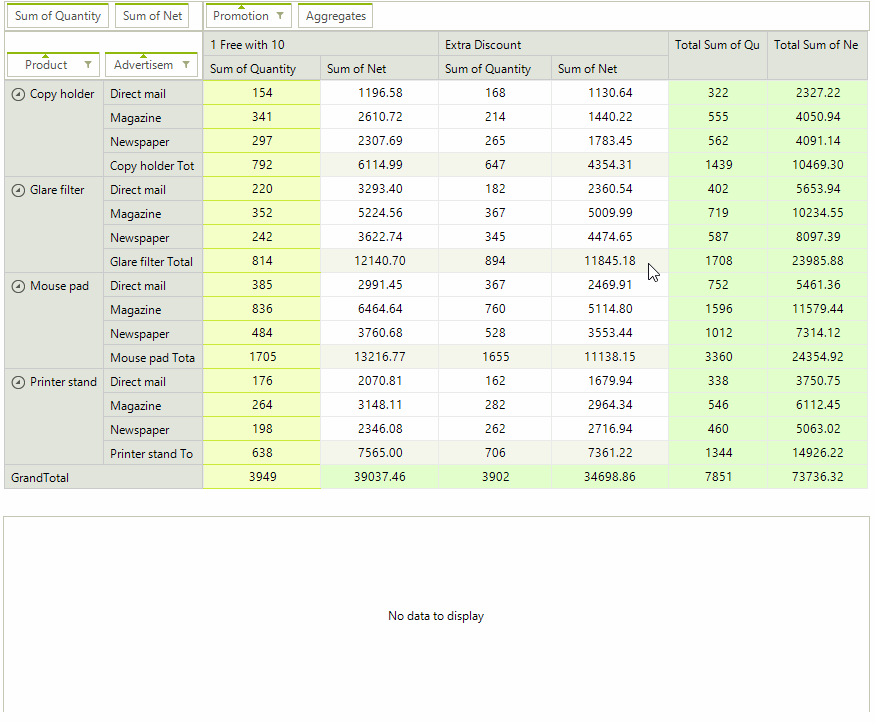 Sum of Quantity Sum of Net Promotion Aggregates
1 Free with 10 Extra Discount Total Sum of Qu Total Sum of Ne
Product Advertisem Sum of Quantity Sum of Net Sum of Quantity Sum of Net
Copy holder Direct mail 154 1196.58 168 1130.64 322 2327.22
Magazine 341 2610.72 214 1440.22 555 4050.94
Newspaper 297 2307.69 265 1783.45 562 4091.14
Copy holder Tot 792 6114.99 647 4354.31 1439 10469.30
Glare filter Direct mail 220 3293.40 182 2360.54 402 5653.94
Magazine 352 5224.56 367 5009.99 719 10234.55
Newspaper 242 3622.74 345 4474.65 587 8097.39
Glare filter Total 814 12140.70 894 11845.18 1708 23985.88
Mouse pad Direct mail 385 2991.45 367 2469.91 752 5461.36
Magazine 836 6464.64 760 5114.80 1596 11579.44
Newspaper 484 3760.68 528 3553.44 1012 7314.12
Mouse pad Tota 1705 13216.77 1655 11138.15 3360 24354.92
Printer stand Direct mail 176 2070.81 162 1679.94 338 3750.75
Magazine 264 3148.11 282 2964.34 546 6112.45
Newspaper 198 2346.08 262 2716.94 460 5063.02
Printer stand To 638 7565.00 706 7361.22 1344 14926.22
GrandTotal 3949 39037.46 3902 34698.86 7851 73736.32
No data to display